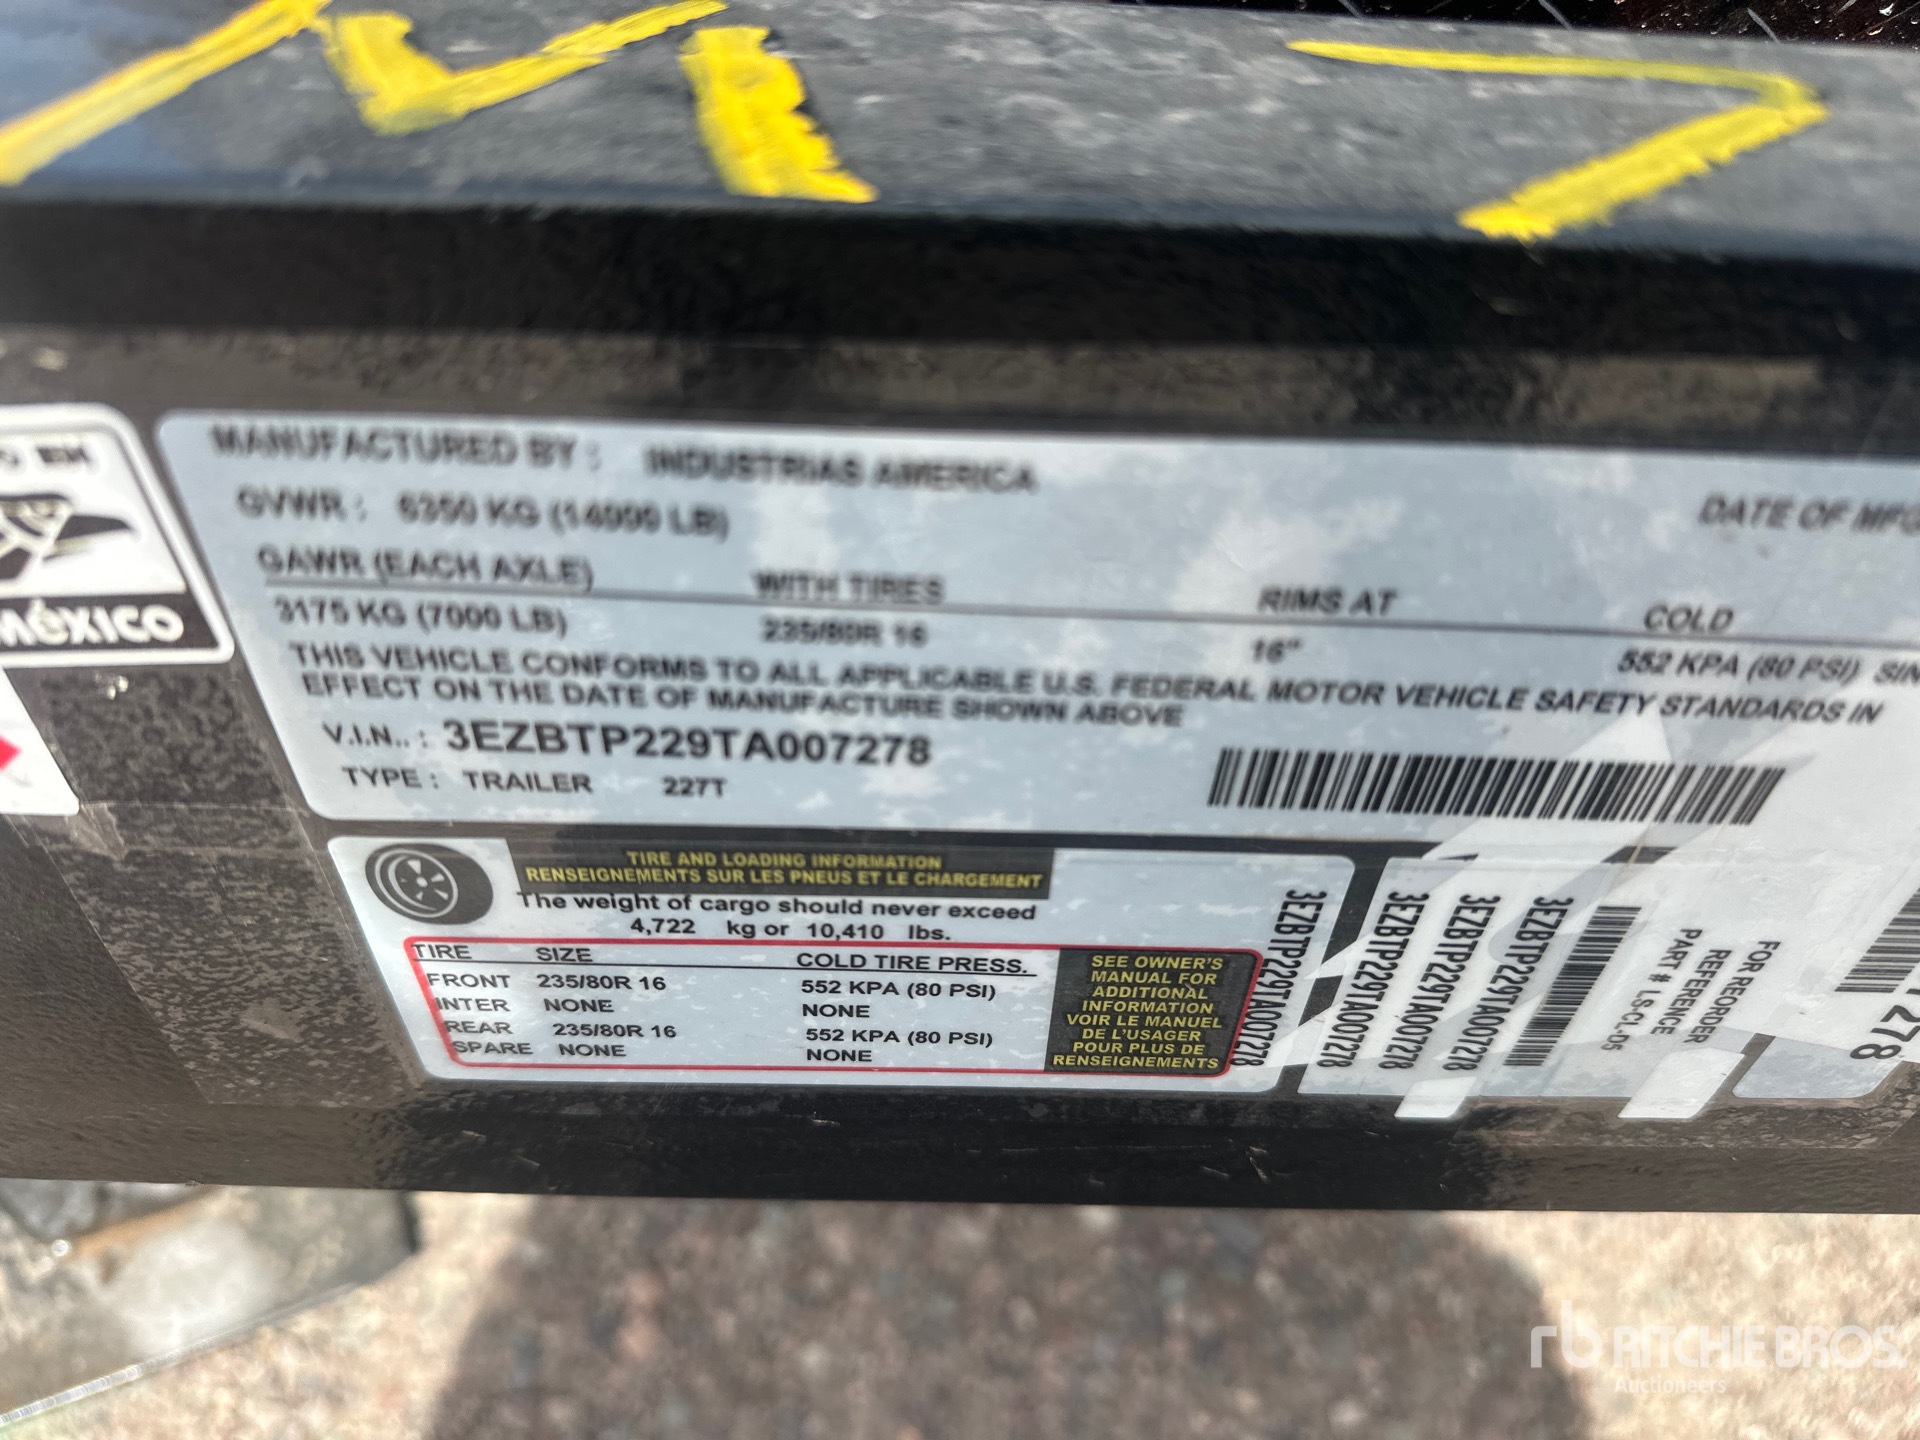 MANUFACTURED BY : INDUSTRIAS AMERICA
DATE OF MFG
GVWR : 6350 KG (14000 LB)
GAWR (EACH AXLE) WITH TIRES RIMS AT COLD
3175 KG (7000 LB) 235/80R 16 16" 552 KPA (80 PSI) SIN
THIS VEHICLE CONFORMS TO ALL APPLICABLE U.S. FEDERAL MOTOR VEHICLE SAFETY STANDARDS IN
EFFECT ON THE DATE OF MANUFACTURE SHOWN ABOVE
V.I.N.. : 3EZBTP229TA007278
TYPE : TRAILER 227T
MéXICO
TIRE AND LOADING INFORMATION
RENSEIGNEMENTS SUR LES PNEUS ET LE CHARGEMENT
The weight of cargo should never exceed
4,722 kg or 10,410 lbs.
TIRE SIZE COLD TIRE PRESS.
FRONT 235/80R 16 552 KPA (80 PSI)
INTER NONE NONE
REAR 235/80R 16 552 KPA (80 PSI)
SPARE NONE NONE
SEE OWNER'S
MANUAL FOR
ADDITIONAL
INFORMATION
VOIR LE MANUEL
DE L'USAGER
POUR PLUS DE
RENSEIGNEMENTS
3EZBTP229TA007278
3EZBTP229TA007278
3EZBTP229TA007278
3EZBTP229TA007278
FOR REORDER
REFERENCE
PART # LS-CL-D5
7278
rb RITCHIE BROS.
Auctioneers